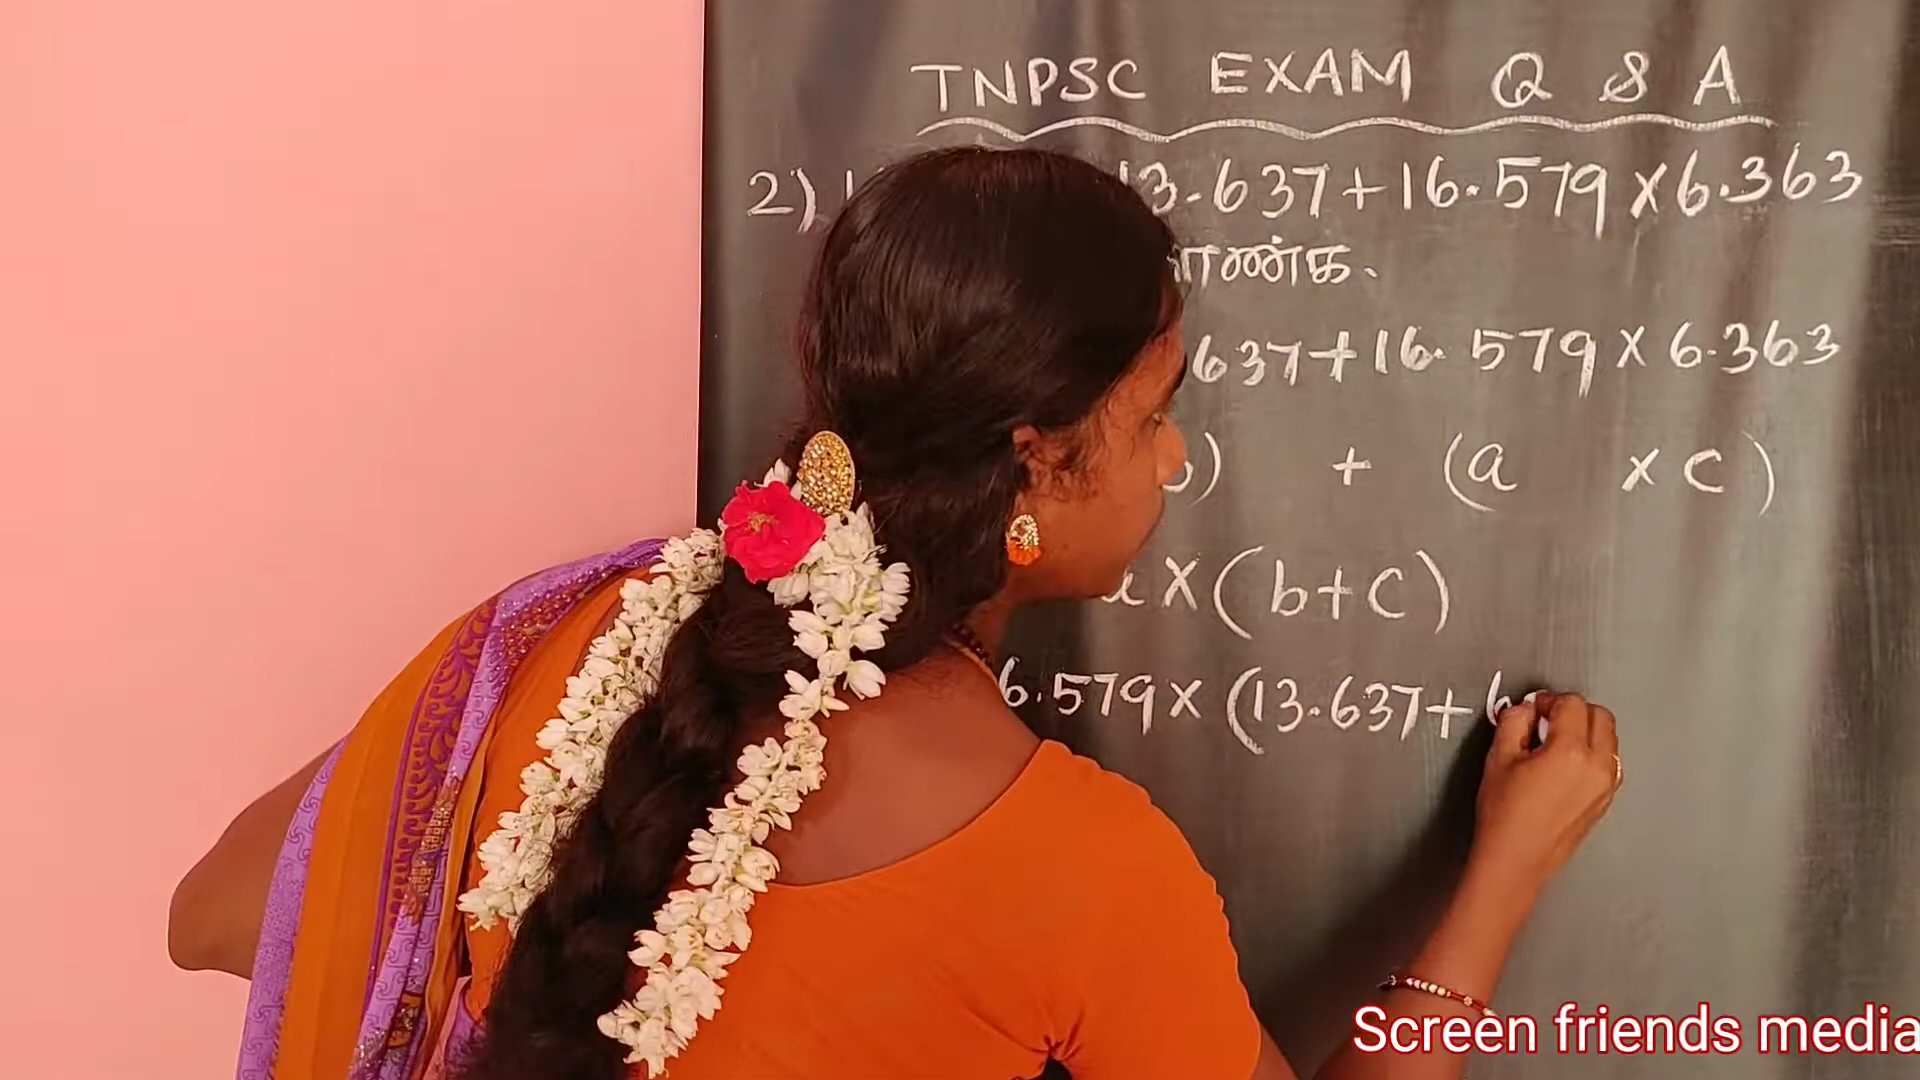 TNPSC EXAM Q & A
2) 13.637+16.579×6.363
காண்க.
637+16.579×6.363
b) + (a ×c)
a×(b+c)
6.579×(13.637+6.
Screen friends media